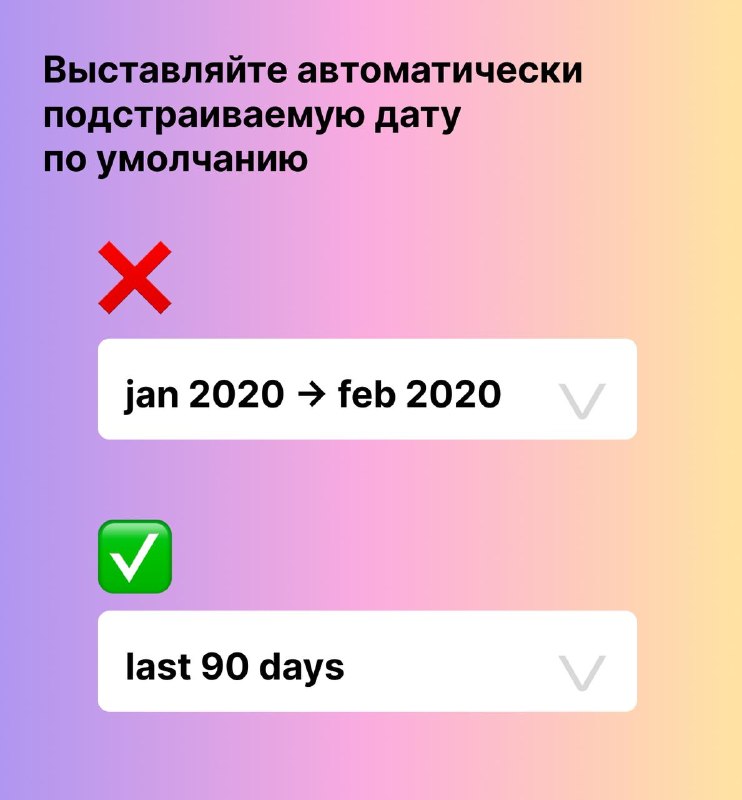 Выставляйте автоматически
подстраиваемую дату
по умолчанию
jan 2020 → feb 2020
last 90 days